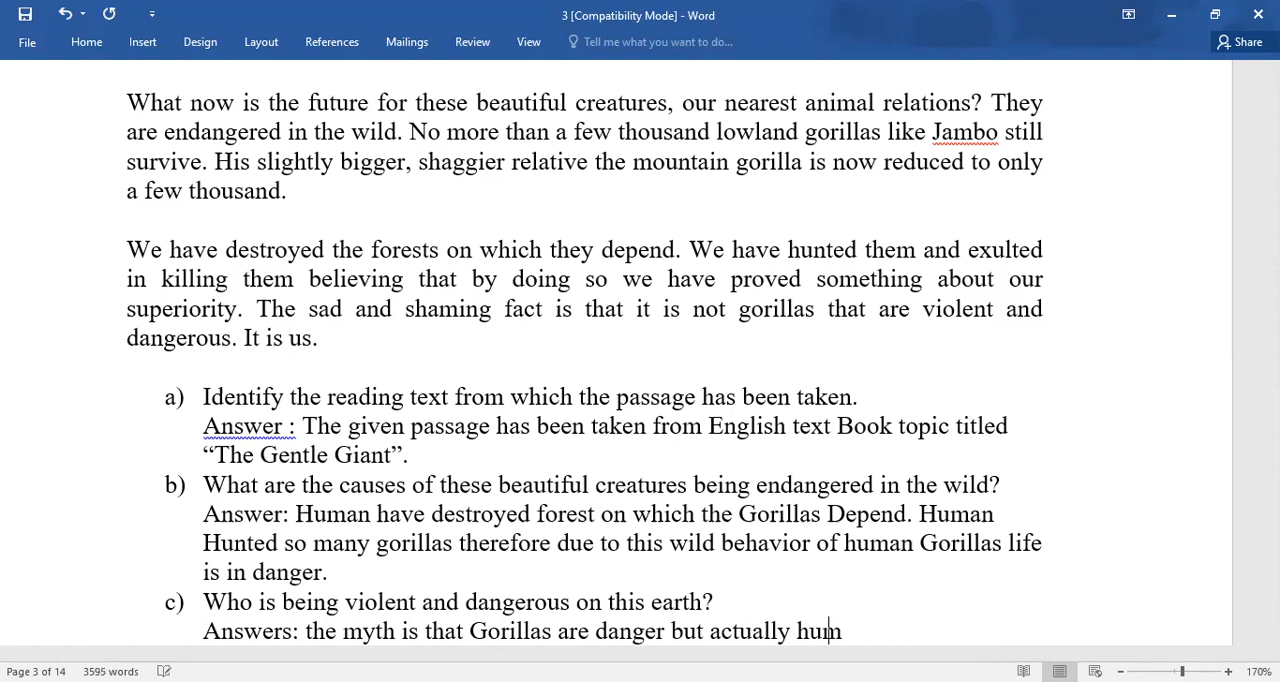 3 [Compatibility Mode] - Word
File Home Insert Design Layout References Mailings Review View Tell me what you want to do... Share
What now is the future for these beautiful creatures, our nearest animal relations? They
are endangered in the wild. No more than a few thousand lowland gorillas like Jambo still
survive. His slightly bigger, shaggier relative the mountain gorilla is now reduced to only
a few thousand.
We have destroyed the forests on which they depend. We have hunted them and exulted
in killing them believing that by doing so we have proved something about our
superiority. The sad and shaming fact is that it is not gorillas that are violent and
dangerous. It is us.
a) Identify the reading text from which the passage has been taken.
Answer : The given passage has been taken from English text Book topic titled
“The Gentle Giant”.
b) What are the causes of these beautiful creatures being endangered in the wild?
Answer: Human have destroyed forest on which the Gorillas Depend. Human
Hunted so many gorillas therefore due to this wild behavior of human Gorillas life
is in danger.
c) Who is being violent and dangerous on this earth?
Answers: the myth is that Gorillas are danger but actually hum
Page 3 of 14 3595 words 170%